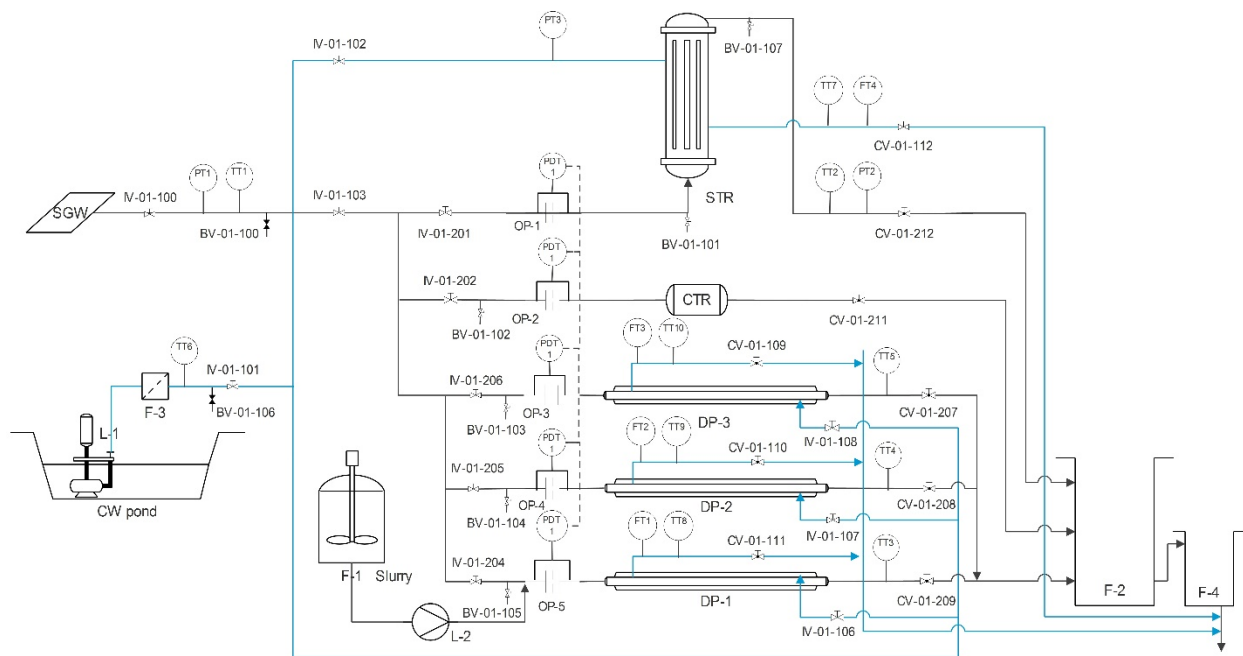 PT3
BV-01-107
IV-01-102
TT7
FT4
CV-01-112
PDT
1
STR
IV-01-103
PT1
TT1
IV-01-100
SGW
BV-01-100
IV-01-201
OP-1
BV-01-101
TT2
PT2
CV-01-212
PDT
1
IV-01-202
CTR
OP-2
BV-01-102
CV-01-211
PDT
1
FT3
TT10
CV-01-109
TT5
TT6
IV-01-101
IV-01-206
F-3
BV-01-106
OP-3
BV-01-103
DP-3
CV-01-207
IV-01-108
L-1
PDT
1
FT2
TT9
CV-01-110
TT4
IV-01-205
OP-4
BV-01-104
DP-2
CV-01-208
IV-01-107
CW pond
PDT
1
FT1
TT8
CV-01-111
TT3
IV-01-204
F-1
Slurry
BV-01-105
OP-5
DP-1
CV-01-209
F-2
F-4
L-2
IV-01-106